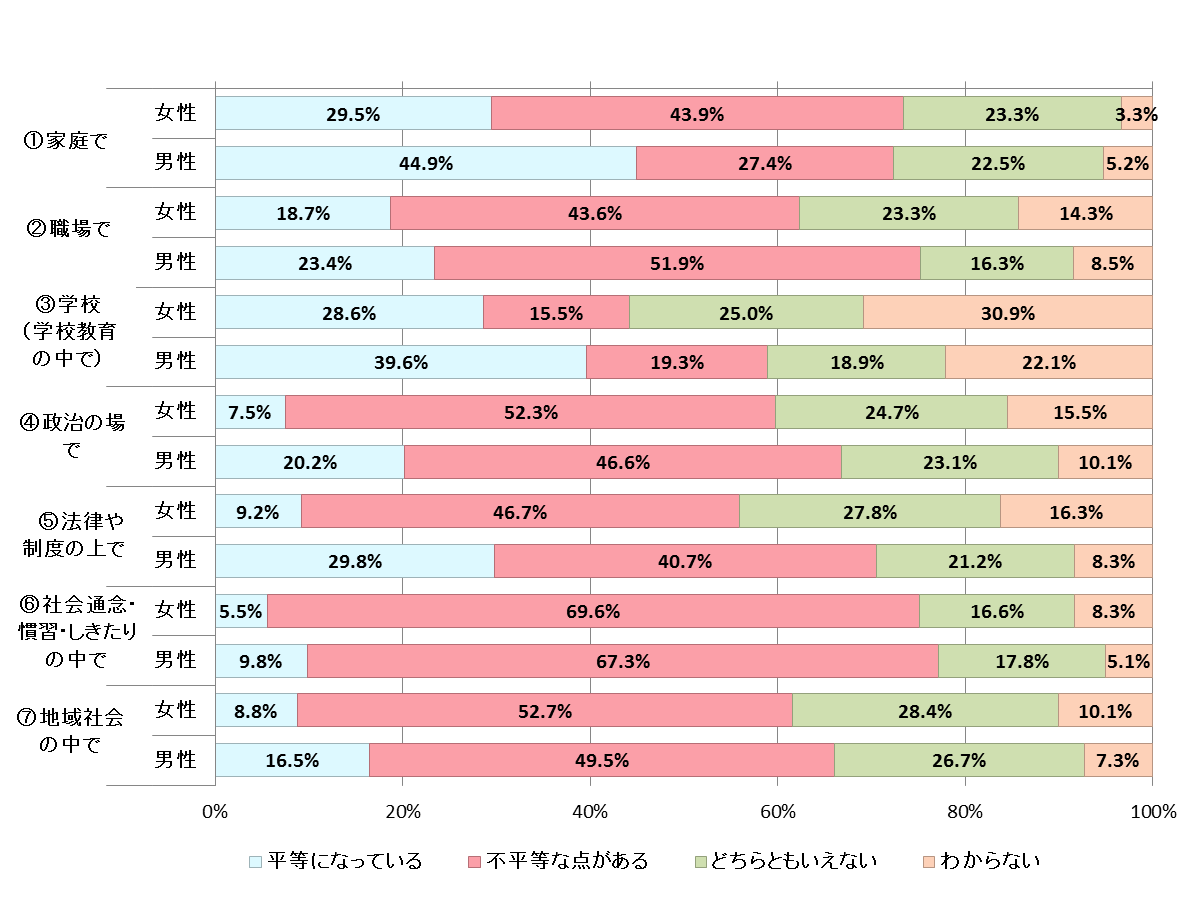 ①家庭で
女性 29.5% 43.9% 23.3% 3.3%
男性 44.9% 27.4% 22.5% 5.2%
②職場で
女性 18.7% 43.6% 23.3% 14.3%
男性 23.4% 51.9% 16.3% 8.5%
③学校
（学校教育
の中で）
女性 28.6% 15.5% 25.0% 30.9%
男性 39.6% 19.3% 18.9% 22.1%
④政治の場
で
女性 7.5% 52.3% 24.7% 15.5%
男性 20.2% 46.6% 23.1% 10.1%
⑤法律や
制度の上で
女性 9.2% 46.7% 27.8% 16.3%
男性 29.8% 40.7% 21.2% 8.3%
⑥社会通念・
慣習・しきたり
の中で
女性 5.5% 69.6% 16.6% 8.3%
男性 9.8% 67.3% 17.8% 5.1%
⑦地域社会
の中で
女性 8.8% 52.7% 28.4% 10.1%
男性 16.5% 49.5% 26.7% 7.3%
0% 20% 40% 60% 80% 100%
平等になっている 不平等な点がある どちらともいえない わからない